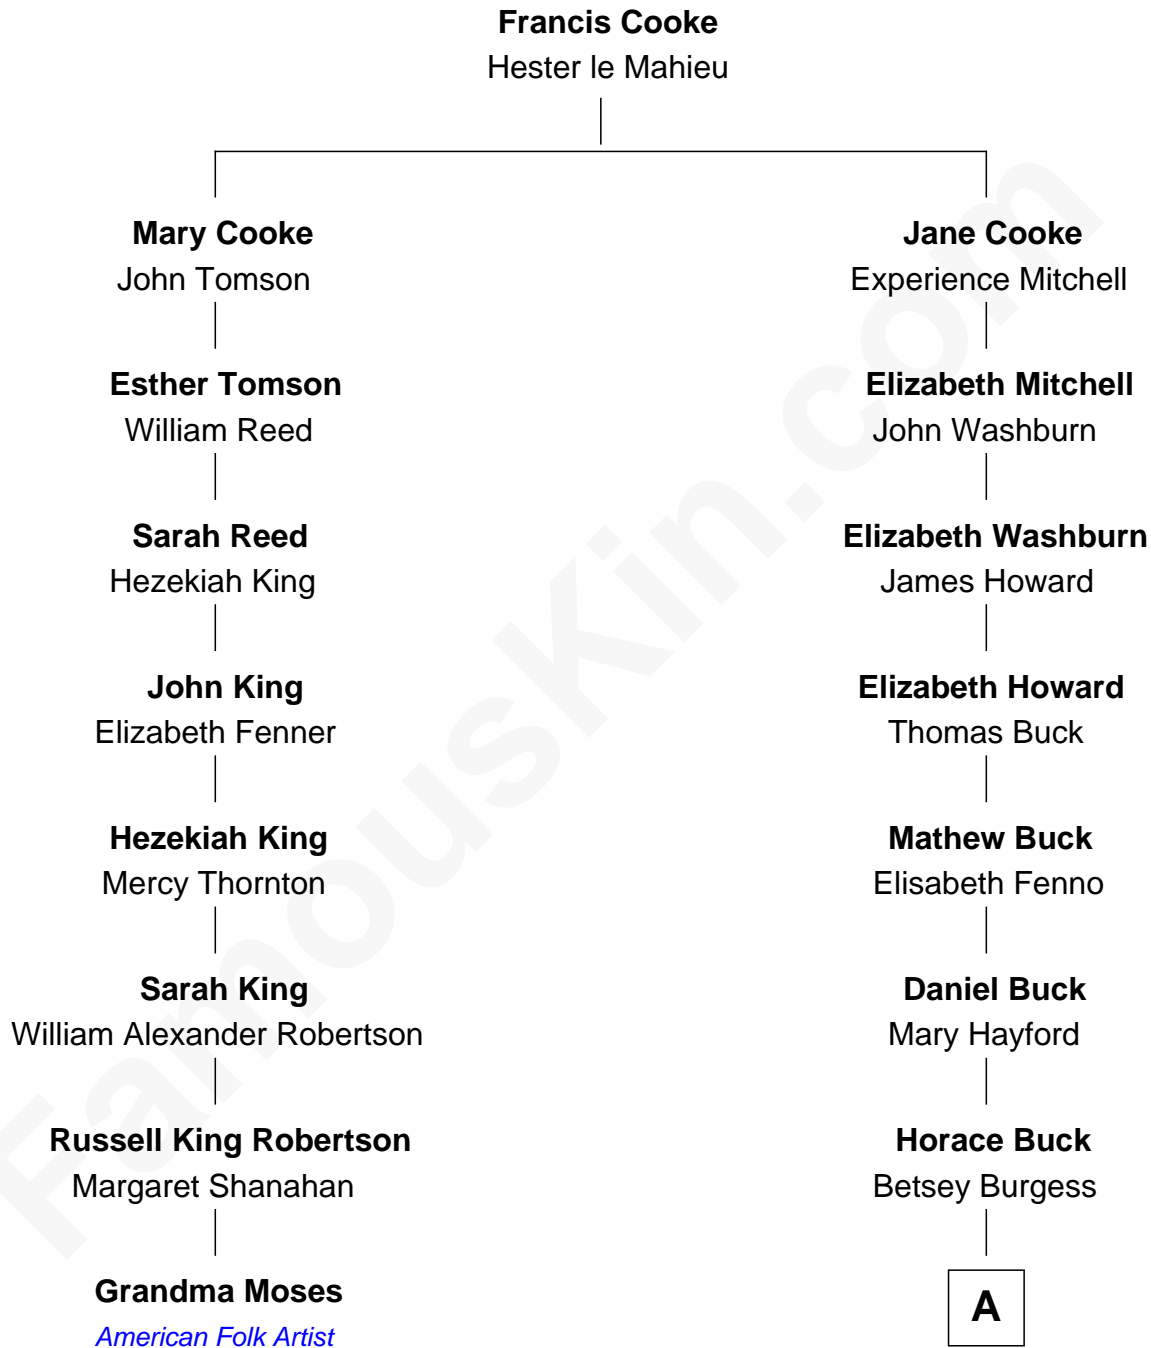 Francis Cooke
Hester le Mahieu
Mary Cooke
John Tomson
Jane Cooke
Experience Mitchell
Esther Tomson
William Reed
Elizabeth Mitchell
John Washburn
Sarah Reed
Hezekiah King
Elizabeth Washburn
James Howard
John King
Elizabeth Fenner
Elizabeth Howard
Thomas Buck
Hezekiah King
Mercy Thornton
Mathew Buck
Elisabeth Fenno
Sarah King
William Alexander Robertson
Daniel Buck
Mary Hayford
Russell King Robertson
Margaret Shanahan
Horace Buck
Betsey Burgess
Grandma Moses
American Folk Artist
A
FamousKin.com